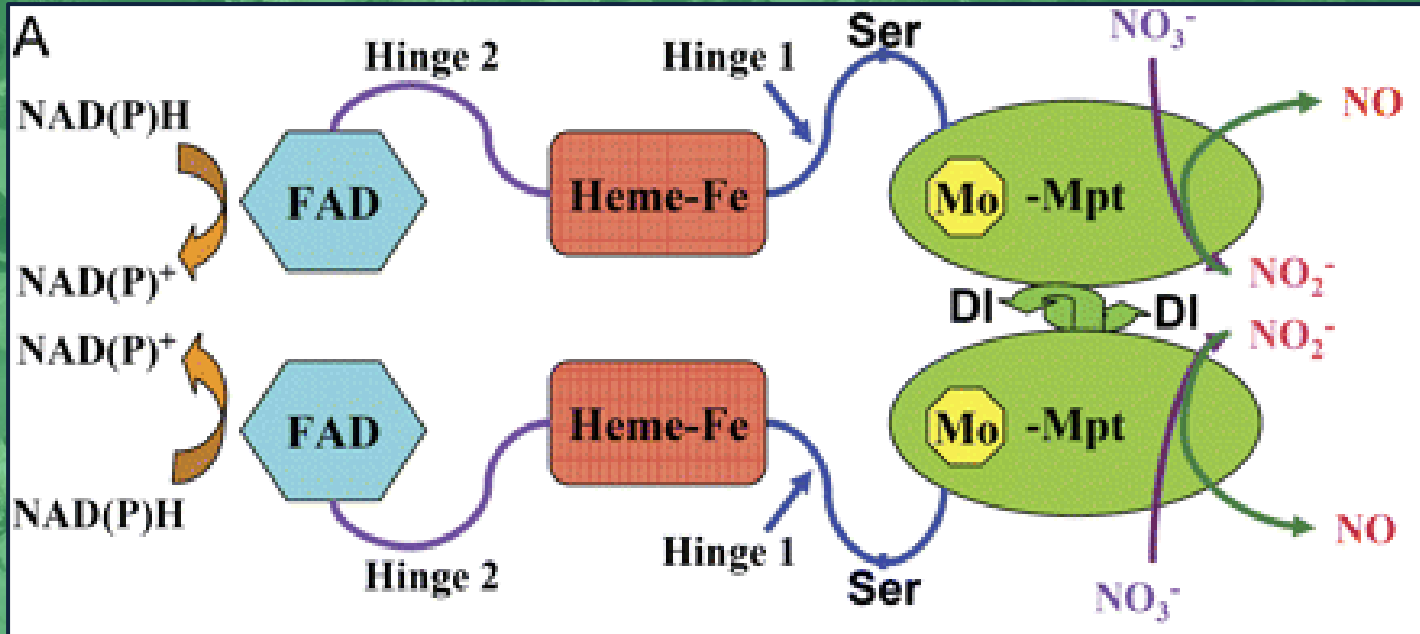 A
Hinge 2
Hinge 1
Ser
NO₃⁻
NAD(P)H
NO
FAD
Heme-Fe
Mo -Mpt
NAD(P)⁺
NO₂⁻
DI
DI
NAD(P)⁺
NO₂⁻
FAD
Heme-Fe
Mo -Mpt
NAD(P)H
NO
Hinge 2
Hinge 1
Ser
NO₃⁻